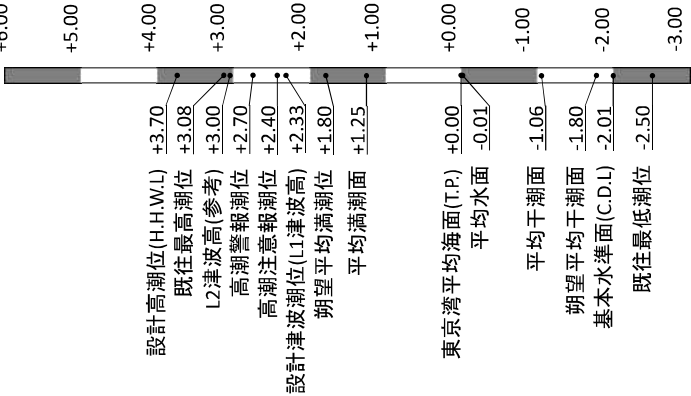 +6.00
+5.00
+4.00
+3.00
+2.00
+1.00
+0.00
-1.00
-2.00
-3.00
設計高潮位(H.H.W.L) +3.70
既往最高潮位 +3.08
L2津波高(参考) +3.00
高潮警報潮位 +2.70
高潮注意報潮位 +2.40
設計津波潮位(L1津波高) +2.33
朔望平均満潮位 +1.80
平均満潮面 +1.25
東京湾平均海面(T.P.) +0.00
平均水面 -0.01
平均干潮面 -1.06
朔望平均干潮面 -1.80
基本水準面(C.D.L) -2.01
既往最低潮位 -2.50